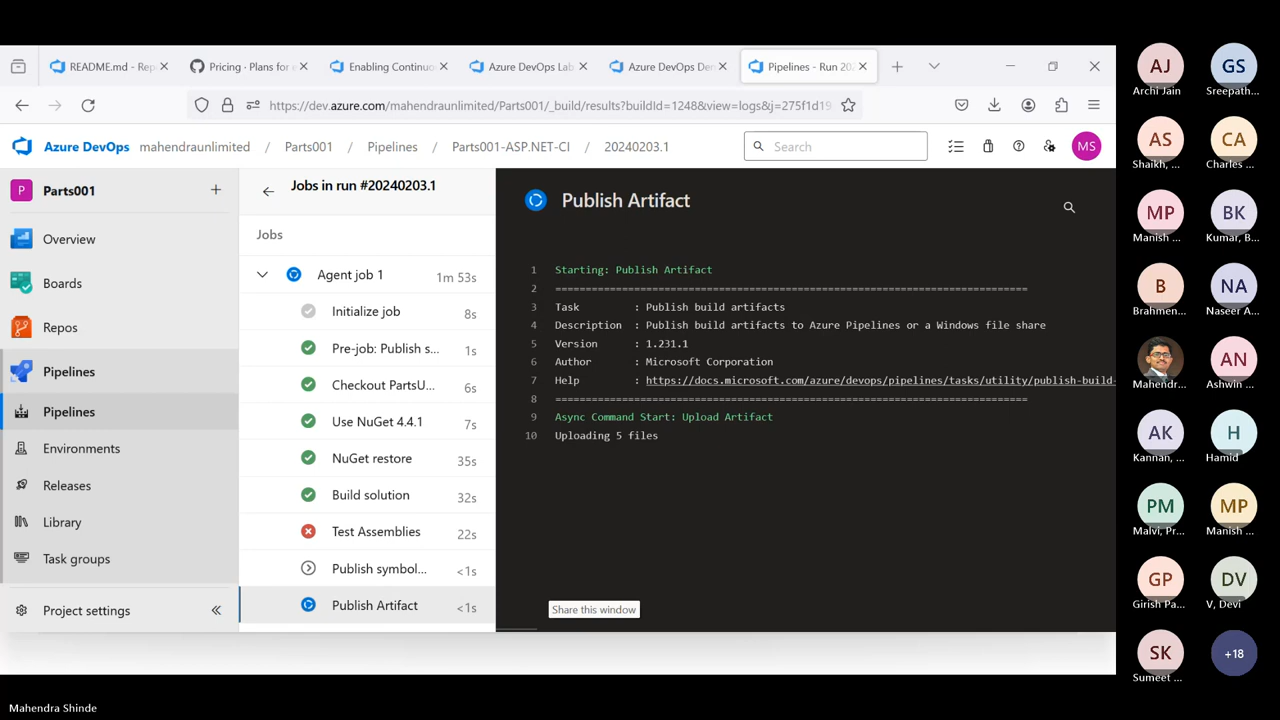 README.md - Rep
Pricing · Plans for e
Enabling Continuo
Azure DevOps Lab
Azure DevOps Den
Pipelines - Run 202
https://dev.azure.com/mahendraunlimited/Parts001/_build/results?buildId=1248&view=logs&j=275f1d19
Azure DevOps mahendraunlimited / Parts001 / Pipelines / Parts001-ASP.NET-CI / 20240203.1
Search
MS
P Parts001
Overview
Boards
Repos
Pipelines
Pipelines
Environments
Releases
Library
Task groups
Project settings
Jobs in run #20240203.1
Jobs
Agent job 1 1m 53s
Initialize job 8s
Pre-job: Publish s... 1s
Checkout PartsU... 6s
Use NuGet 4.4.1 7s
NuGet restore 35s
Build solution 32s
Test Assemblies 22s
Publish symbol... <1s
Publish Artifact <1s
Publish Artifact
1 Starting: Publish Artifact
2 ==============================================================================
3 Task : Publish build artifacts
4 Description : Publish build artifacts to Azure Pipelines or a Windows file share
5 Version : 1.231.1
6 Author : Microsoft Corporation
7 Help : https://docs.microsoft.com/azure/devops/pipelines/tasks/utility/publish-build-
8 ==============================================================================
9 Async Command Start: Upload Artifact
10 Uploading 5 files
Share this window
AJ
Archi Jain
GS
Sreepath...
AS
Shaikh, ...
CA
Charles ...
MP
Manish ...
BK
Kumar, B...
B
Brahmen...
NA
Naseer A...
Mahendr...
AN
Ashwin ...
AK
Kannan, ...
H
Hamid
PM
Malvi, Pr...
MP
Manish ...
GP
Girish Pa...
DV
V, Devi
SK
Sumeet ...
+18
Mahendra Shinde